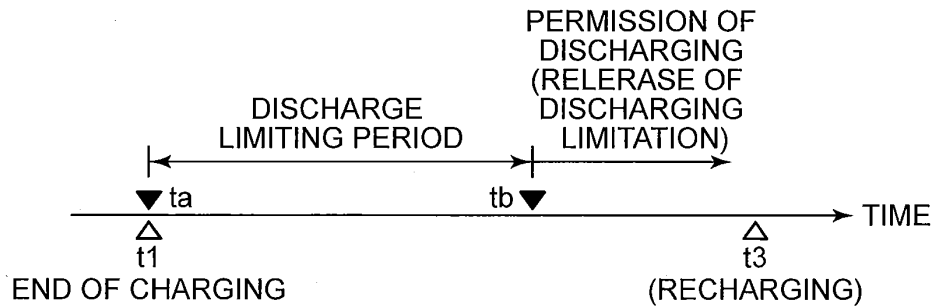 PERMISSION OF
DISCHARGING
(RELERASE OF
DISCHARGING
LIMITATION)
DISCHARGE
LIMITING PERIOD
ta
tb
TIME
t1
t3
END OF CHARGING
(RECHARGING)